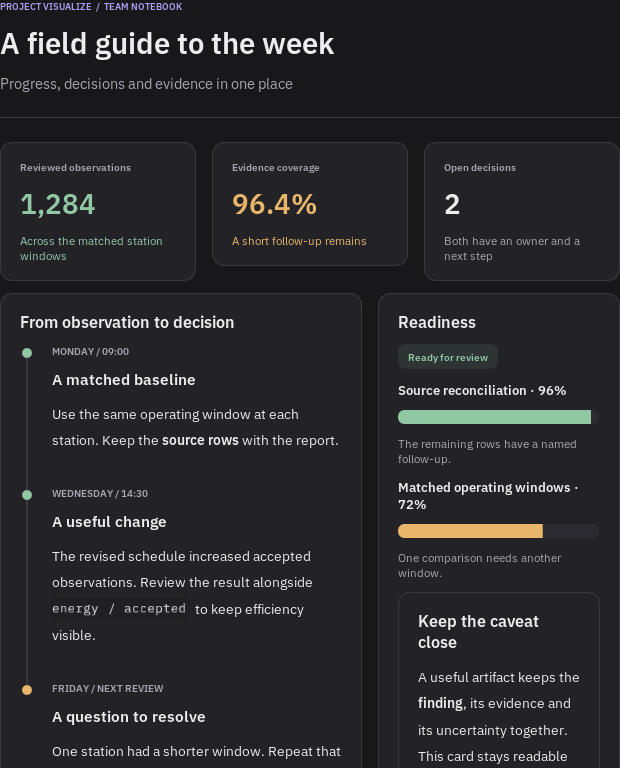 PROJECT VISUALIZE / TEAM NOTEBOOK
A field guide to the week
Progress, decisions and evidence in one place
Reviewed observations
1,284
Across the matched station
windows
Evidence coverage
96.4%
A short follow-up remains
Open decisions
2
Both have an owner and a
next step
From observation to decision
MONDAY / 09:00
A matched baseline
Use the same operating window at each
station. Keep the source rows with the report.
WEDNESDAY / 14:30
A useful change
The revised schedule increased accepted
observations. Review the result alongside
energy / accepted to keep efficiency
visible.
FRIDAY / NEXT REVIEW
A question to resolve
One station had a shorter window. Repeat that
Readiness
Ready for review
Source reconciliation · 96%
The remaining rows have a named
follow-up.
Matched operating windows ·
72%
One comparison needs another
window.
Keep the caveat
close
A useful artifact keeps the
finding, its evidence and
its uncertainty together.
This card stays readable